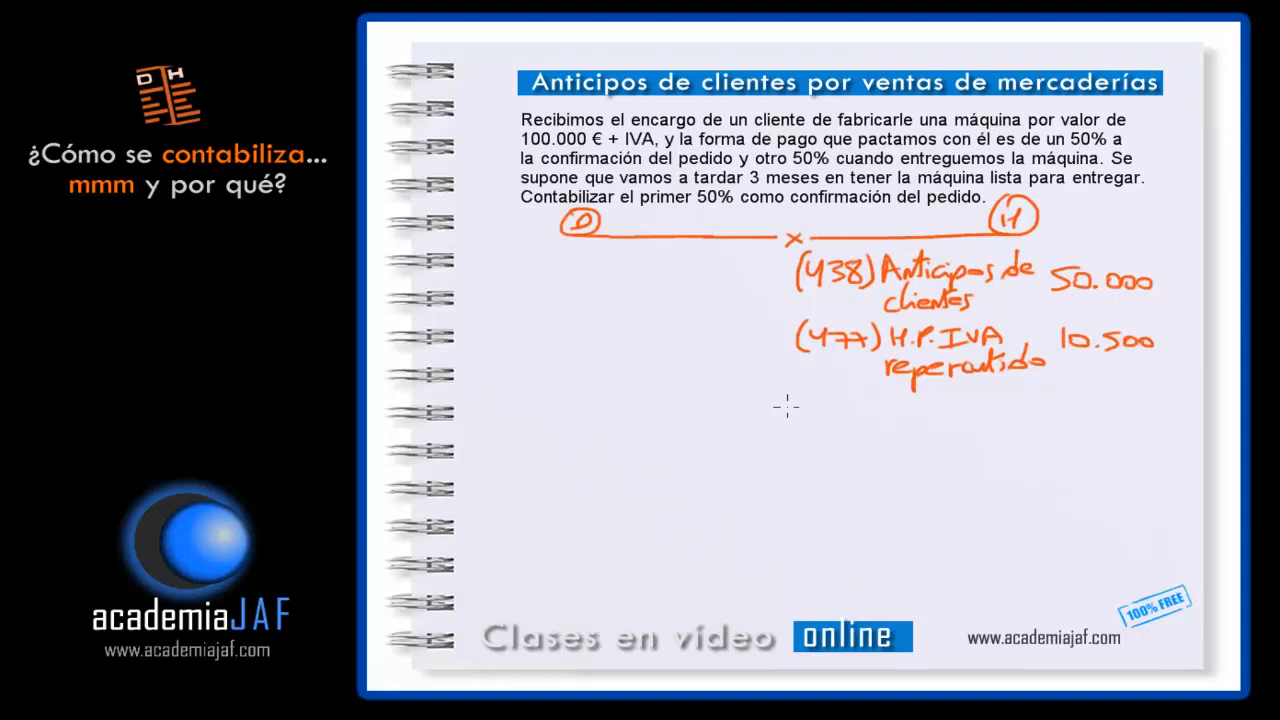 D H
¿Cómo se contabiliza...
mmm y por qué?
academiaJAF
www.academiajaf.com
Anticipos de clientes por ventas de mercaderías
Recibimos el encargo de un cliente de fabricarle una máquina por valor de
100.000 € + IVA, y la forma de pago que pactamos con él es de un 50% a
la confirmación del pedido y otro 50% cuando entreguemos la máquina. Se
supone que vamos a tardar 3 meses en tener la máquina lista para entregar.
Contabilizar el primer 50% como confirmación del pedido.
D x H
(438) Anticipos de 50.000
clientes
(477) H.P. IVA 10.500
repercutido
100% FREE
Clases en vídeo online www.academiajaf.com